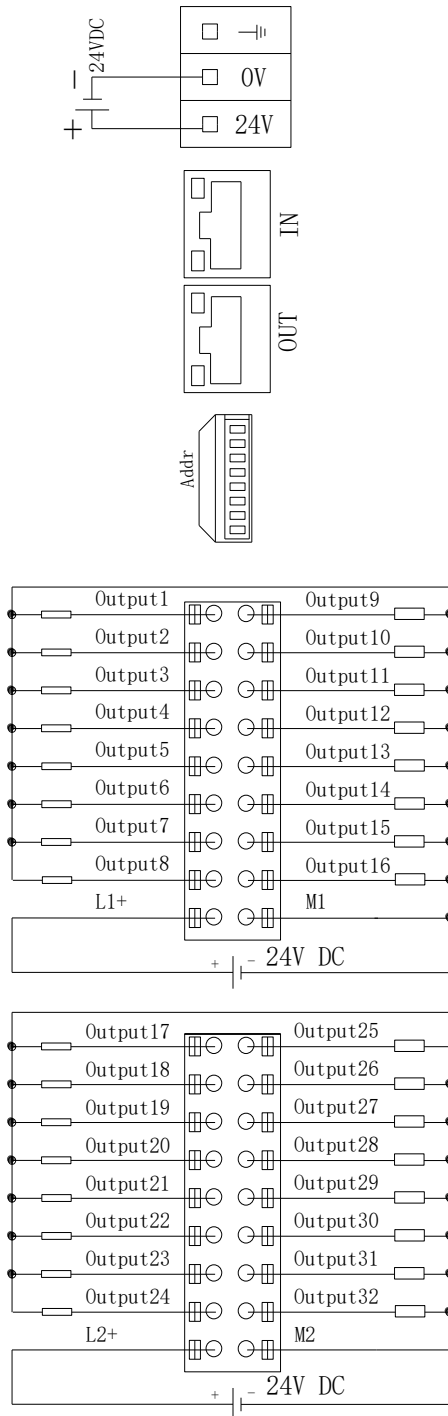 24VDC
−
+
0V
24V
IN
OUT
Addr
Output1 Output9
Output2 Output10
Output3 Output11
Output4 Output12
Output5 Output13
Output6 Output14
Output7 Output15
Output8 Output16
L1+ M1
+ − 24V DC
Output17 Output25
Output18 Output26
Output19 Output27
Output20 Output28
Output21 Output29
Output22 Output30
Output23 Output31
Output24 Output32
L2+ M2
+ − 24V DC